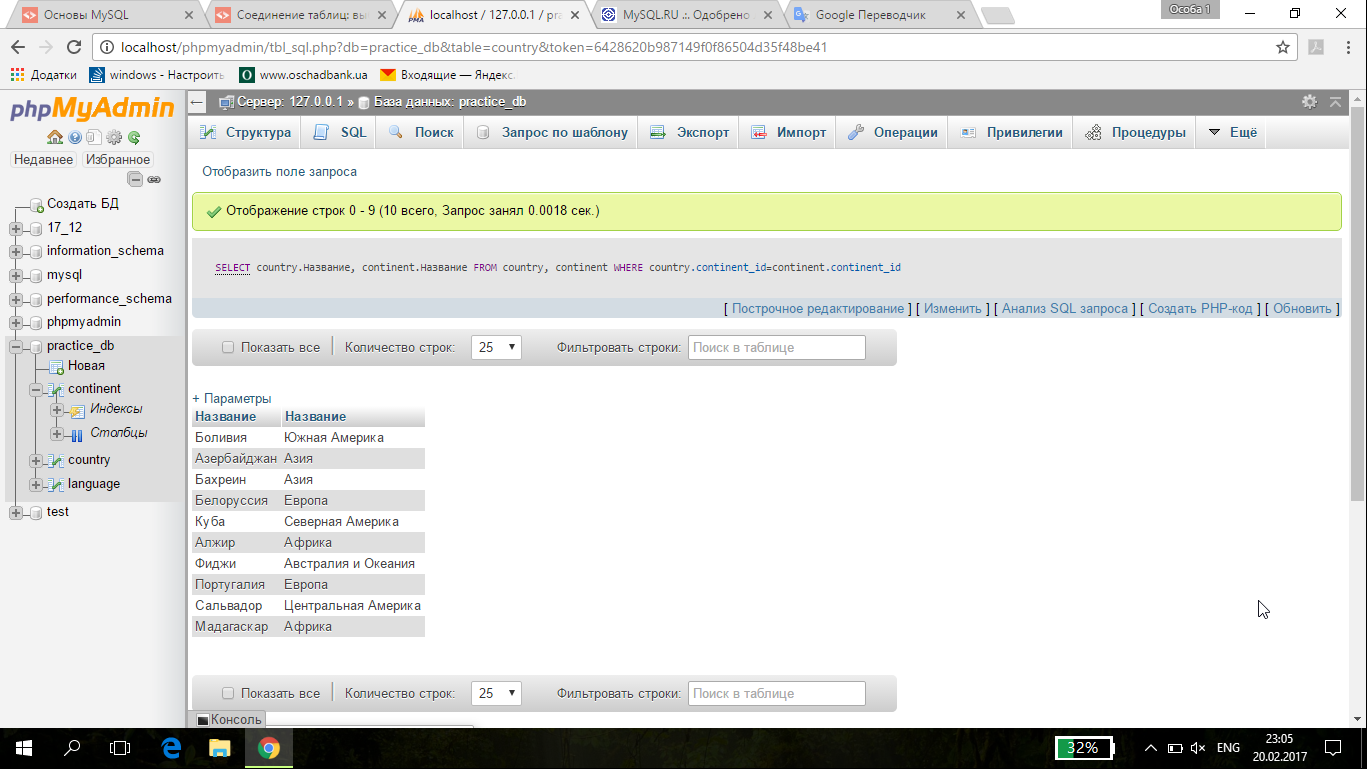 Основы MySQL
Соединение таблиц: вы
localhost / 127.0.0.1 / pra
MySQL.RU .:. Одобрено
Google Переводчик
Особа 1
localhost/phpmyadmin/tbl_sql.php?db=practice_db&table=country&token=6428620b987149f0f86504d35f48be41
Додатки
windows - Настроить
www.oschadbank.ua
Входящие — Яндекс.
phpMyAdmin
Недавнее Избранное
Создать БД
17_12
information_schema
mysql
performance_schema
phpmyadmin
practice_db
Новая
continent
Индексы
Столбцы
country
language
test
← Сервер: 127.0.0.1 » База данных: practice_db
Структура SQL Поиск Запрос по шаблону Экспорт Импорт Операции Привилегии Процедуры Ещё
Отобразить поле запроса
Отображение строк 0 - 9 (10 всего, Запрос занял 0.0018 сек.)
SELECT country.Название, continent.Название FROM country, continent WHERE country.continent_id=continent.continent_id
[ Построчное редактирование ] [ Изменить ] [ Анализ SQL запроса ] [ Создать PHP-код ] [ Обновить ]
Показать все Количество строк: 25 Фильтровать строки: Поиск в таблице
+ Параметры
Название Название
Боливия Южная Америка
Азербайджан Азия
Бахреин Азия
Белоруссия Европа
Куба Северная Америка
Алжир Африка
Фиджи Австралия и Океания
Португалия Европа
Сальвадор Центральная Америка
Мадагаскар Африка
Показать все Количество строк: 25 Фильтровать строки: Поиск в таблице
Консоль
32%
ENG
23:05
20.02.2017